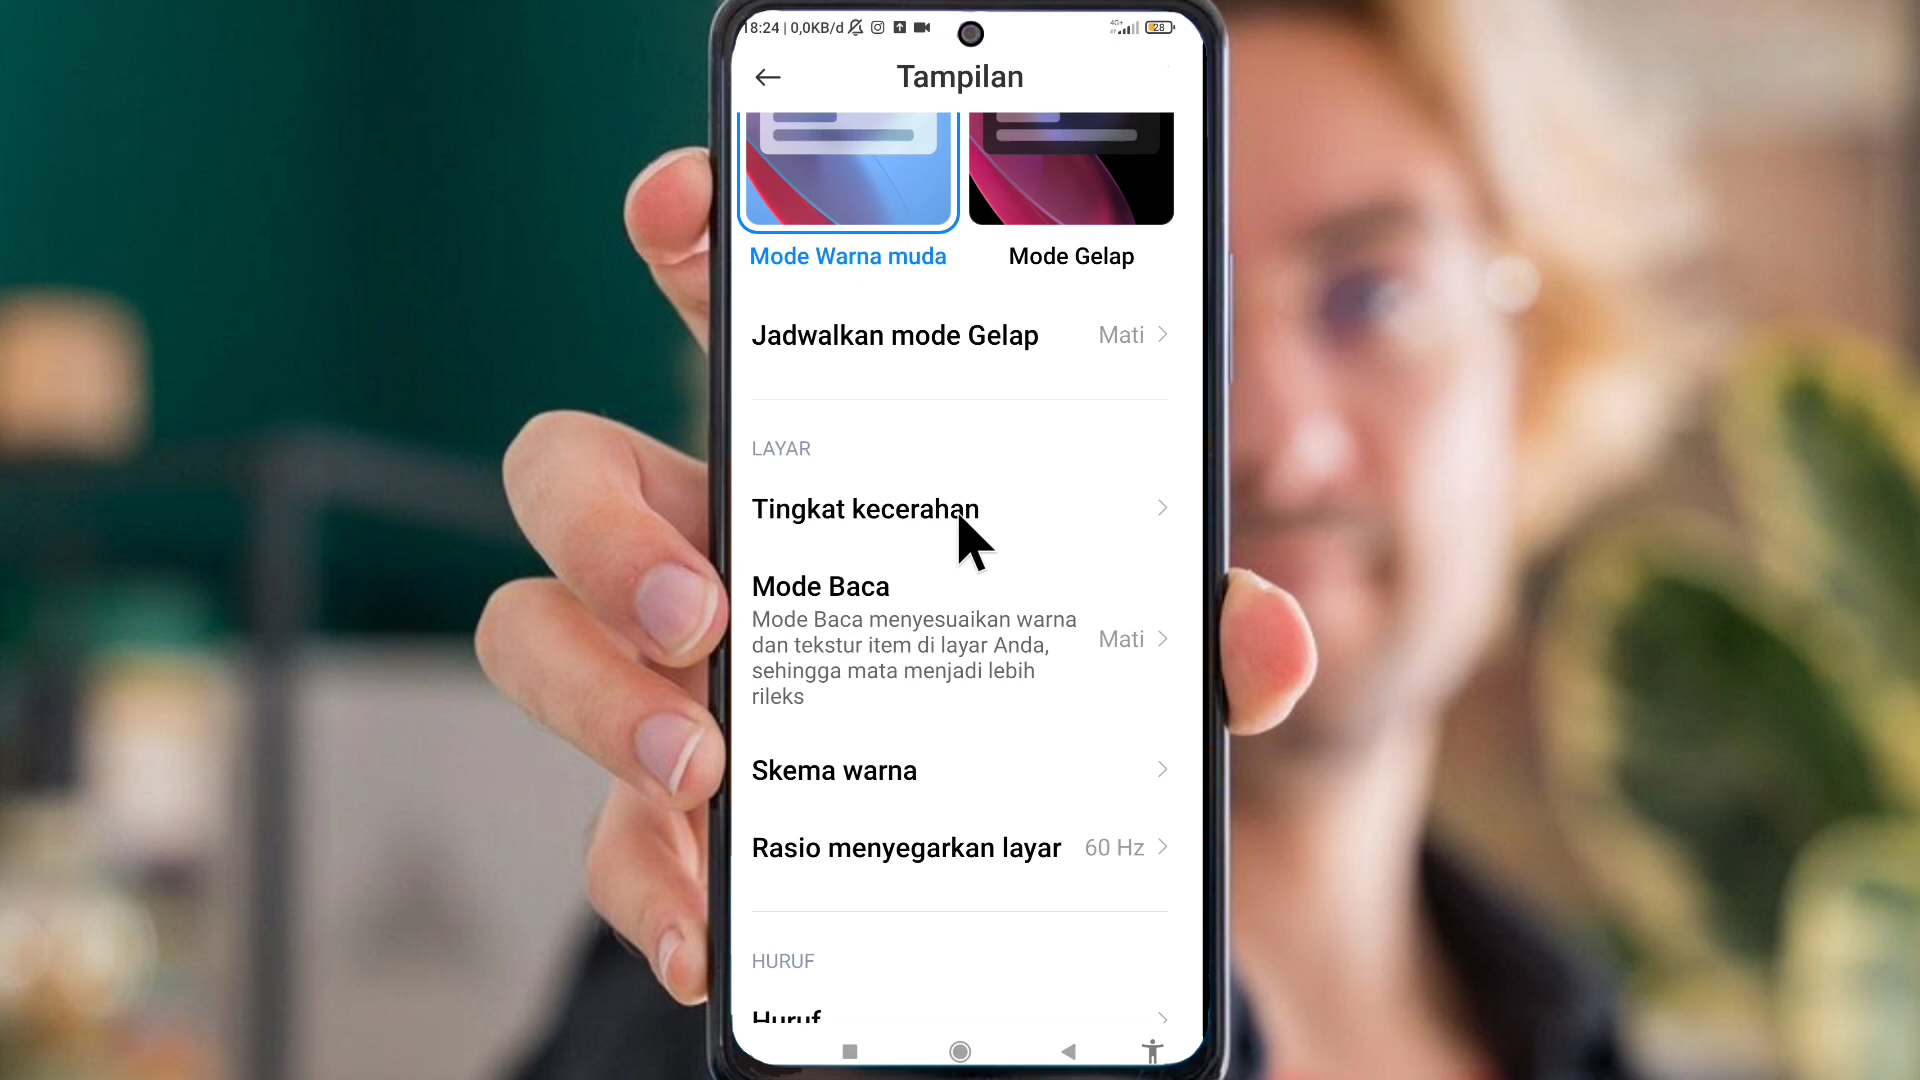 18:24 | 0,0KB/d
4G+
28
Tampilan
Mode Warna muda
Mode Gelap
Jadwalkan mode Gelap
Mati
LAYAR
Tingkat kecerahan
Mode Baca
Mode Baca menyesuaikan warna
dan tekstur item di layar Anda,
sehingga mata menjadi lebih
rileks
Mati
Skema warna
Rasio menyegarkan layar
60 Hz
HURUF
Huruf